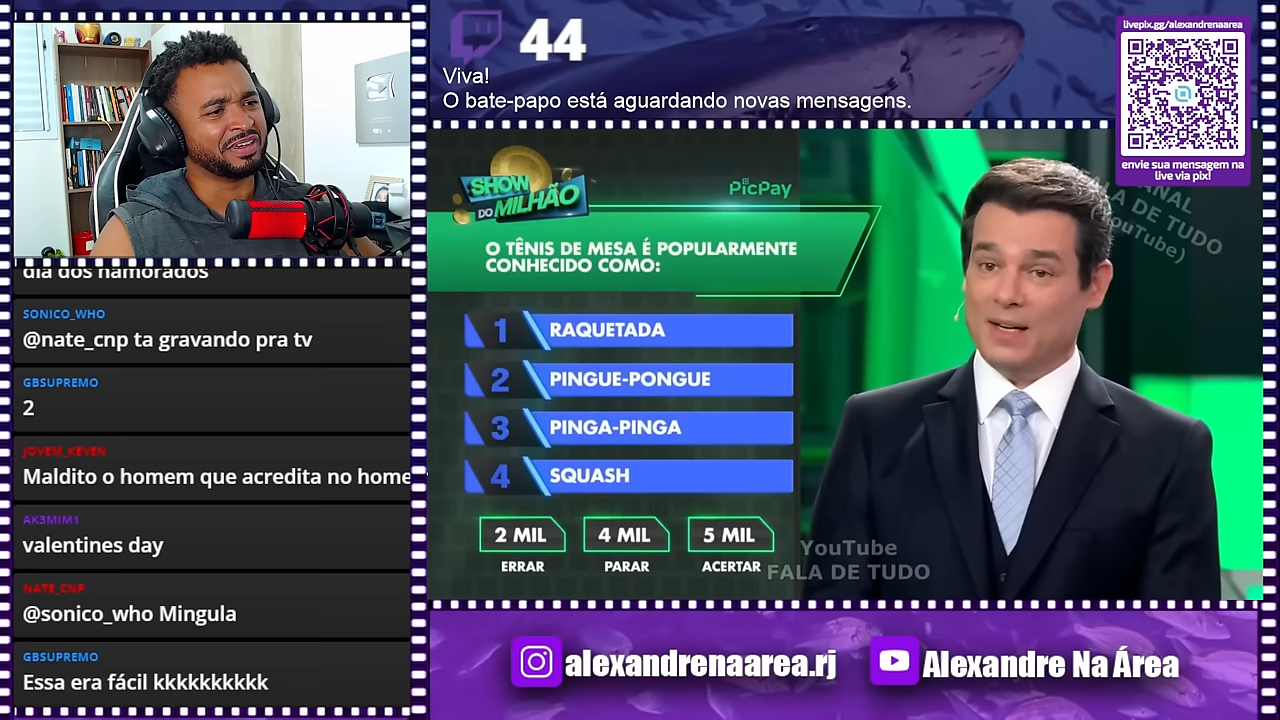 44
Viva!
O bate-papo está aguardando novas mensagens.
livepix.gg/alexandrenaarea
envie sua mensagem na
live via pix!
dia dos namorados
SONICO_WHO
@nate_cnp ta gravando pra tv
GBSUPREMO
2
JOVEM_KEVEN
Maldito o homem que acredita no home
AK3MIM1
valentines day
NATE_CNP
@sonico_who Mingula
GBSUPREMO
Essa era fácil kkkkkkkkkk
SHOW
DO MILHÃO
PicPay
O TÊNIS DE MESA É POPULARMENTE
CONHECIDO COMO:
1 RAQUETADA
2 PINGUE-PONGUE
3 PINGA-PINGA
4 SQUASH
2 MIL 4 MIL 5 MIL
ERRAR PARAR ACERTAR
YouTube
FALA DE TUDO
DE TUDO
YouTube)
alexandrenaarea.rj
Alexandre Na Área